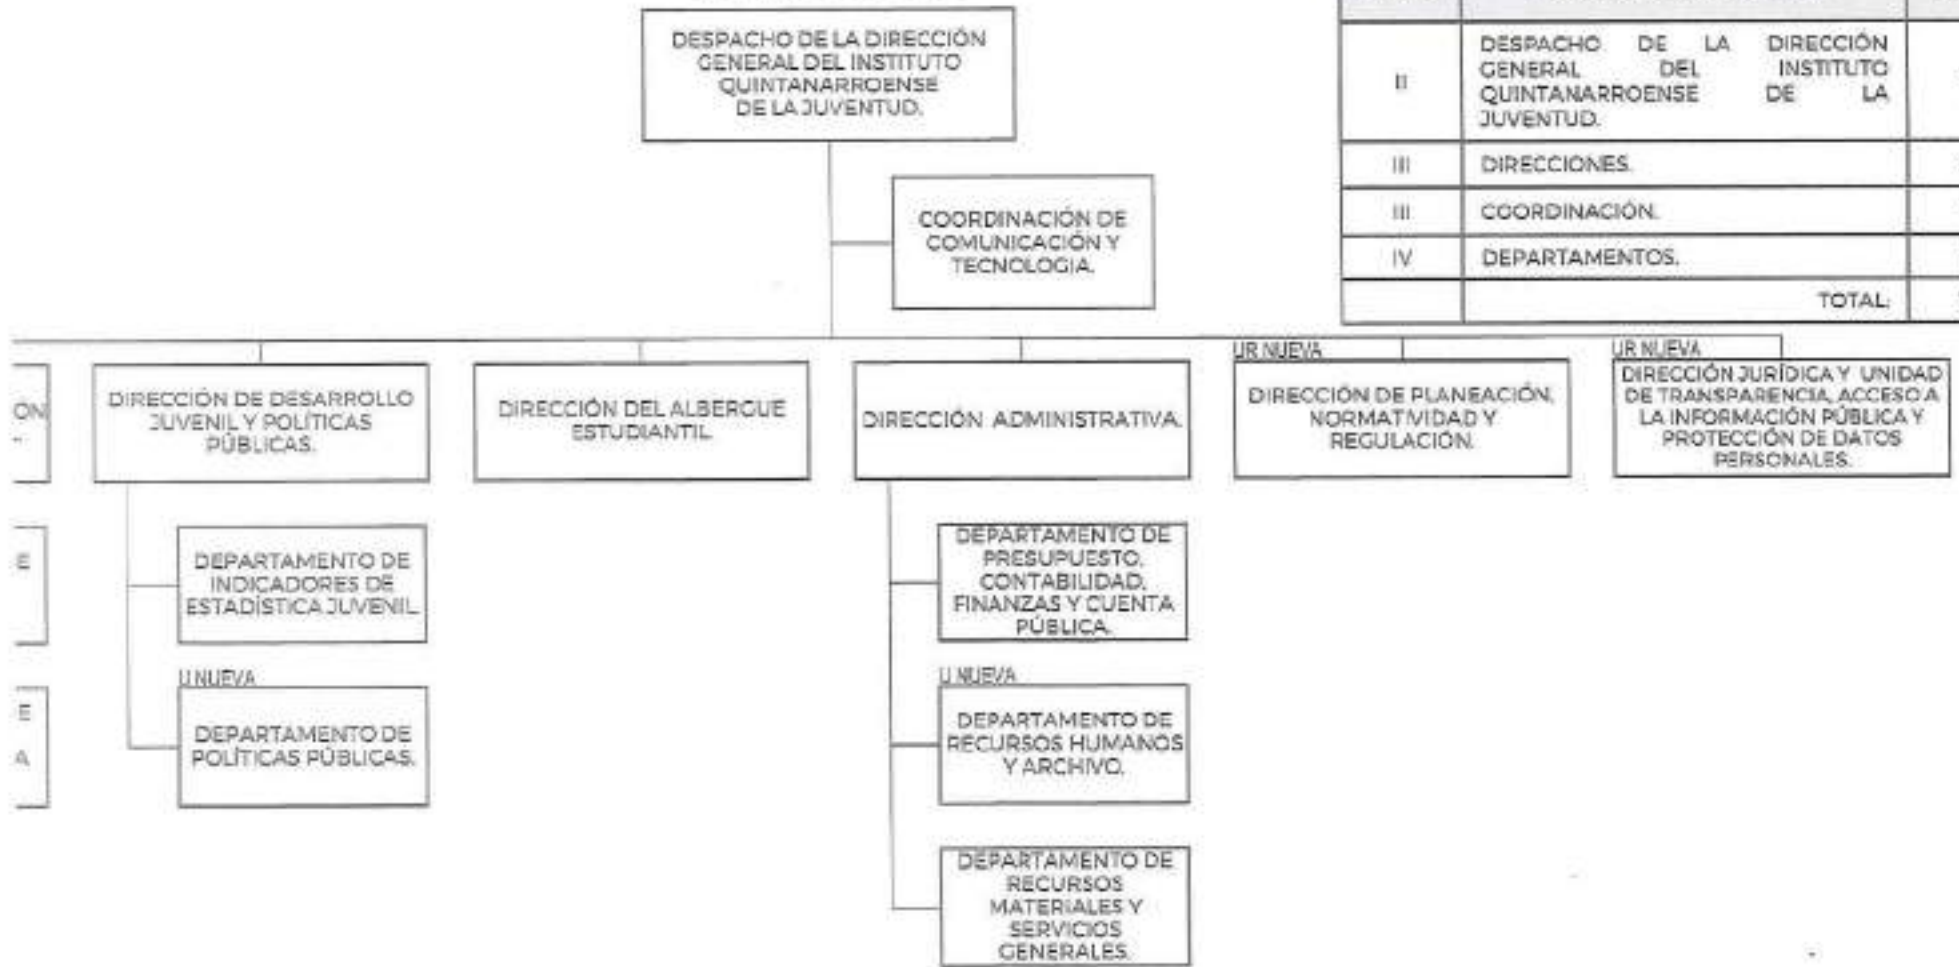 DESPACHO DE LA DIRECCIÓN
GENERAL DEL INSTITUTO
QUINTANARROENSE
DE LA JUVENTUD.
II
DESPACHO DE LA DIRECCIÓN
GENERAL DEL INSTITUTO
QUINTANARROENSE DE LA
JUVENTUD.
III
DIRECCIONES.
III
COORDINACIÓN.
IV
DEPARTAMENTOS.
TOTAL:
COORDINACIÓN DE
COMUNICACIÓN Y
TECNOLOGIA.
ON
DIRECCIÓN DE DESARROLLO
JUVENIL Y POLÍTICAS
PÚBLICAS.
DIRECCIÓN DEL ALBERGUE
ESTUDIANTIL
DIRECCIÓN ADMINISTRATIVA.
UR NUEVA
DIRECCIÓN DE PLANEACIÓN,
NORMATIVIDAD Y
REGULACIÓN.
UR NUEVA
DIRECCIÓN JURÍDICA Y UNIDAD
DE TRANSPARENCIA, ACCESO A
LA INFORMACIÓN PÚBLICA Y
PROTECCIÓN DE DATOS
PERSONALES.
E
DEPARTAMENTO DE
INDICADORES DE
ESTADÍSTICA JUVENIL
DEPARTAMENTO DE
PRESUPUESTO,
CONTABILIDAD,
FINANZAS Y CUENTA
PÚBLICA.
E
A
U NUEVA
DEPARTAMENTO DE
POLÍTICAS PÚBLICAS.
U NUEVA
DEPARTAMENTO DE
RECURSOS HUMANOS
Y ARCHIVO.
DEPARTAMENTO DE
RECURSOS
MATERIALES Y
SERVICIOS
GENERALES.